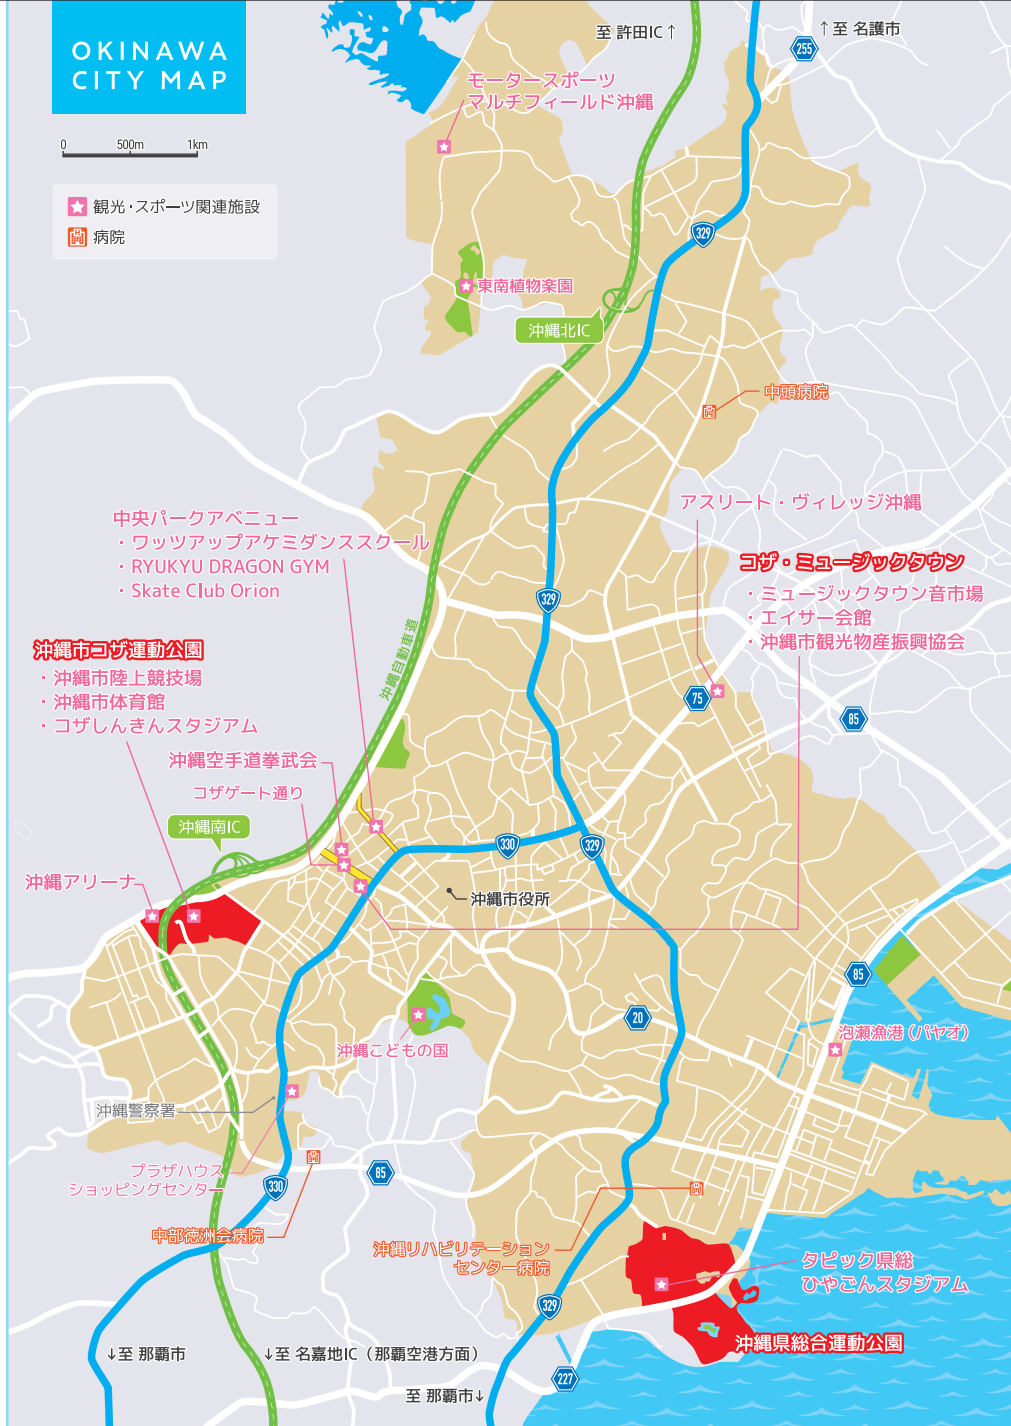 OKINAWA
CITY MAP
0 500m 1km
観光・スポーツ関連施設
病院
至 許田IC↑
↑至 名護市
255
モータースポーツ
マルチフィールド沖縄
329
東南植物楽園
沖縄北IC
中頭病院
アスリート・ヴィレッジ沖縄
中央パークアベニュー
・ワッツアップアケミダンススクール
・RYUKYU DRAGON GYM
・Skate Club Orion
コザ・ミュージックタウン
・ミュージックタウン音市場
・エイサー会館
・沖縄市観光物産振興協会
329
沖縄自動車道
沖縄市コザ運動公園
・沖縄市陸上競技場
・沖縄市体育館
・コザしんきんスタジアム
75
85
沖縄空手道拳武会
コザゲート通り
沖縄南IC
330
329
沖縄アリーナ
沖縄市役所
85
20
泡瀬漁港（パヤオ）
沖縄こどもの国
沖縄警察署
プラザハウス
ショッピングセンター
85
330
中部徳洲会病院
沖縄リハビリテーション
センター病院
タピック県総
ひやごんスタジアム
329
沖縄県総合運動公園
↓至 那覇市
↓至 名嘉地IC（那覇空港方面）
227
至 那覇市↓